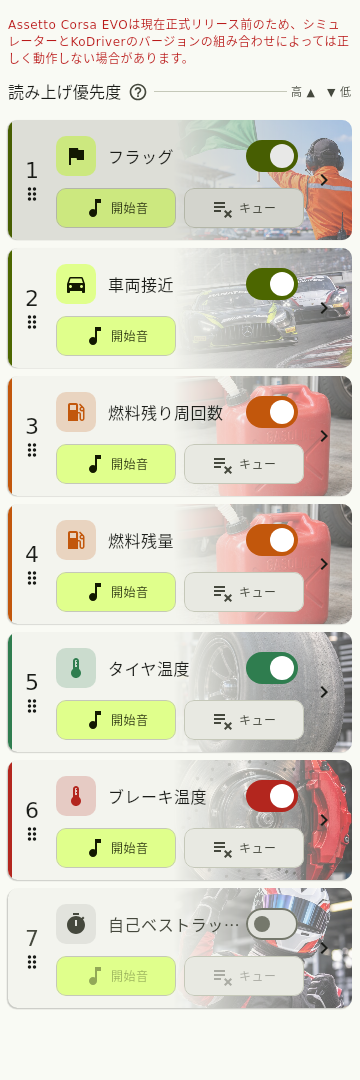 Assetto Corsa EVOは現在正式リリース前のため、シミュ
レーターとKoDriverのバージョンの組み合わせによっては正
しく動作しない場合があります。
読み上げ優先度 ? 高 ▲ ▼ 低
1 フラッグ
開始音 キュー
2 車両接近
開始音
3 燃料残り周回数
開始音 キュー
4 燃料残量
開始音 キュー
5 タイヤ温度
開始音 キュー
6 ブレーキ温度
開始音 キュー
7 自己ベストラッ…
開始音 キュー